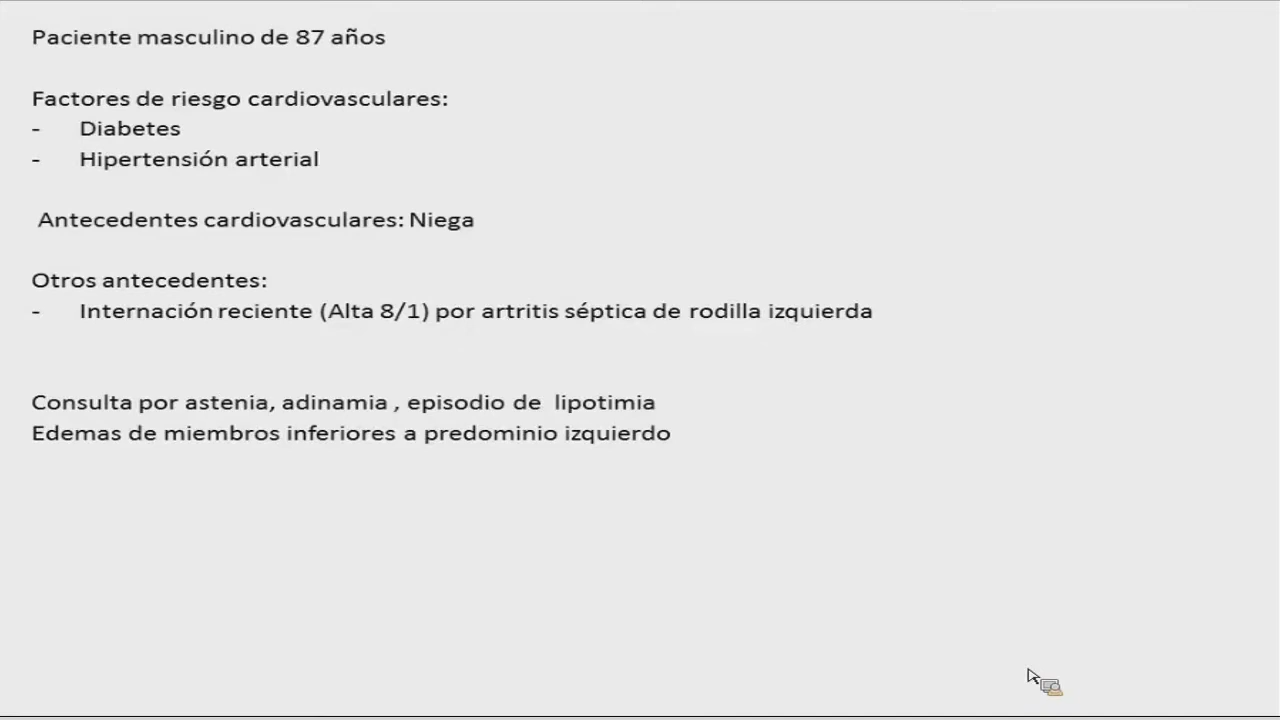 Paciente masculino de 87 años
Factores de riesgo cardiovasculares:
- Diabetes
- Hipertensión arterial
Antecedentes cardiovasculares: Niega
Otros antecedentes:
- Internación reciente (Alta 8/1) por artritis séptica de rodilla izquierda
Consulta por astenia, adinamia , episodio de lipotimia
Edemas de miembros inferiores a predominio izquierdo